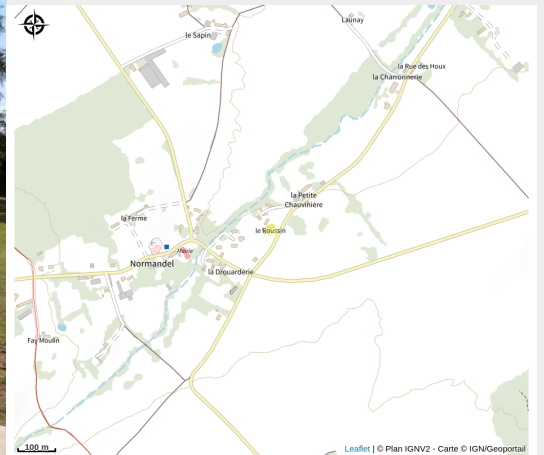 Launay
le Sapin
la Rue des Houx
la Charronnerie
la Petite
Chauvinière
la Ferme
le Roussin
Mairie
Normandel
la Drouarderie
Fay Moulin
100 m
Leaflet | © Plan IGNV2 - Carte © IGN/Geoportail